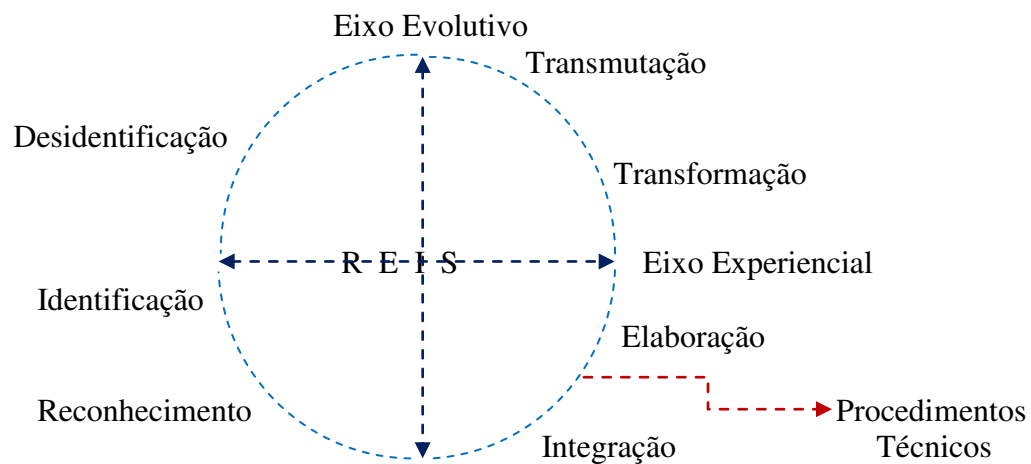 Eixo Evolutivo
Transmutação
Desidentificação
Transformação
R E I S
Eixo Experiencial
Identificação
Elaboração
Reconhecimento
Procedimentos
Técnicos
Integração